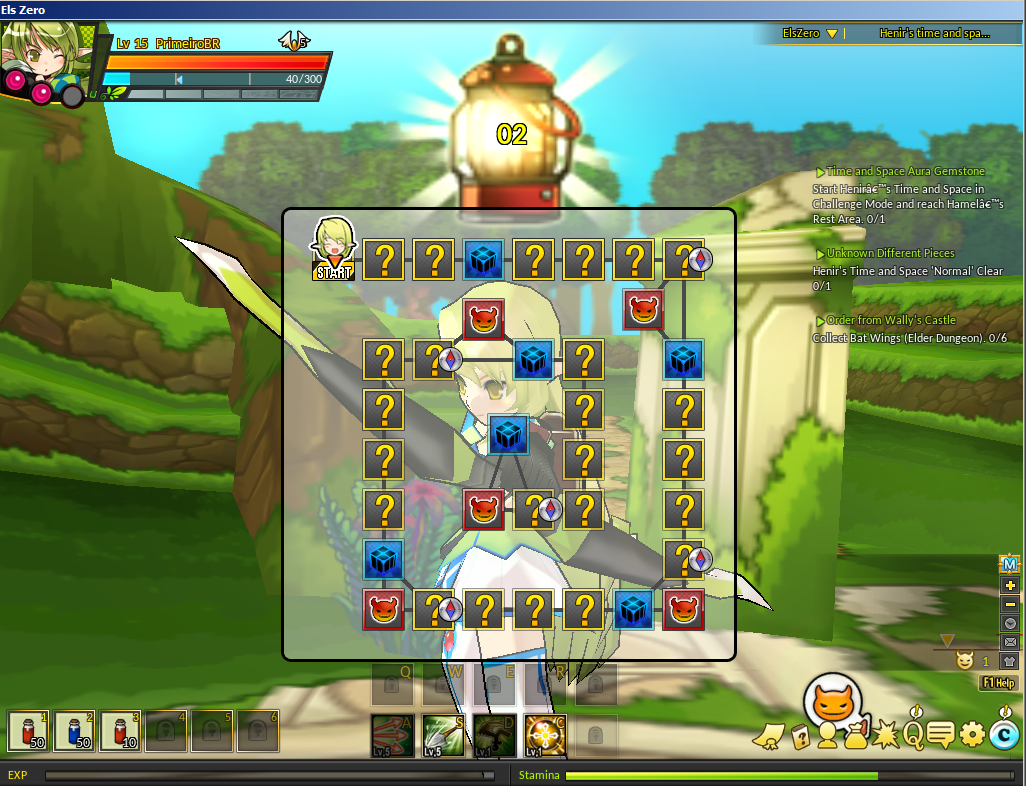 Els Zero
Lv 15 PrimeiroBR
5
40/300
02
ElsZero
Henir's time and spa...
Time and Space Aura Gemstone
Start Henirâ€™s Time and Space in
Challenge Mode and reach Hamelâ€™s
Rest Area. 0/1
Unknown Different Pieces
Henir's Time and Space 'Normal' Clear
0/1
Order from Wally's Castle
Collect Bat Wings (Elder Dungeon). 0/6
START
? ? ? ? ? ?
? ? ?
? ? ?
? ? ?
? ? ? ?
?
? ? ? ?
M
1
F1 Help
Q W E R
1 2 3 4 5 6
50 50 10
A S D C
Lv,5 Lv,5 Lv,1 Lv,1
Q
C
EXP
Stamina